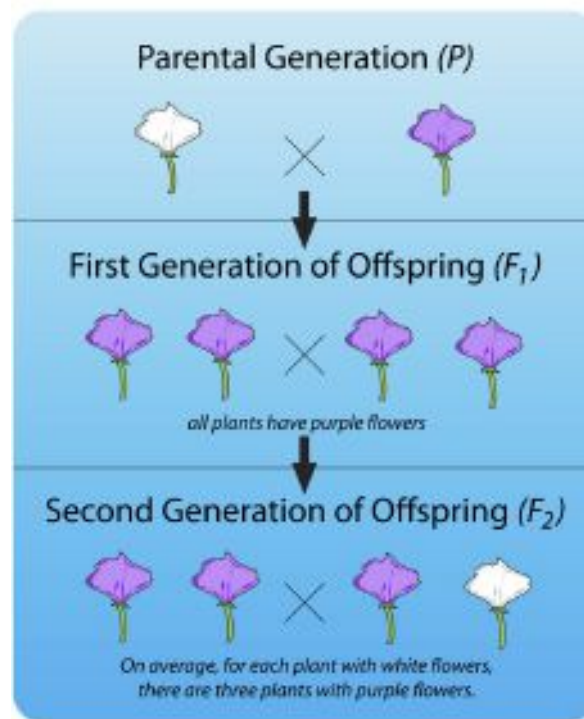 Parental Generation (P)
First Generation of Offspring (F₁)
all plants have purple flowers
Second Generation of Offspring (F₂)
On average, for each plant with white flowers,
there are three plants with purple flowers.